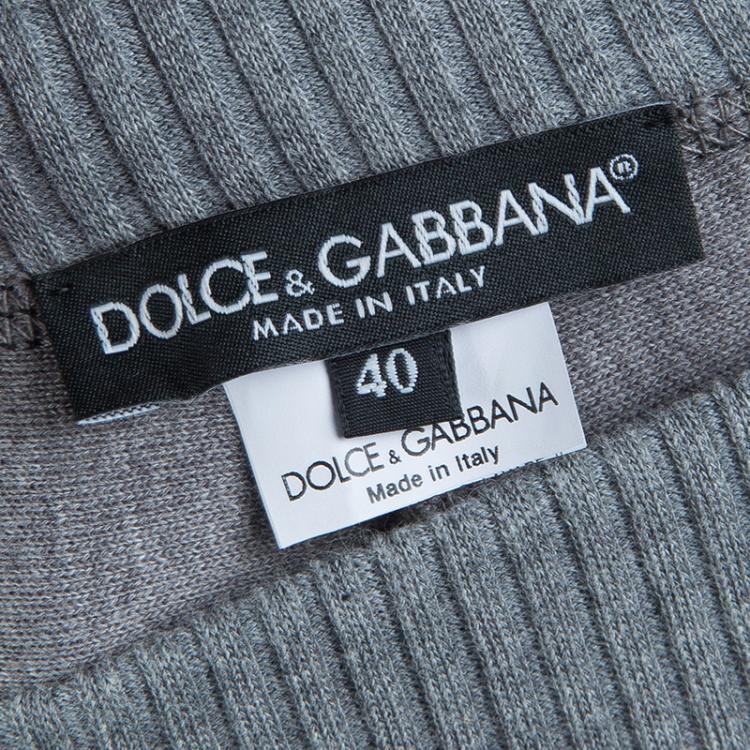 DOLCE & GABBANA®
MADE IN ITALY
40
DOLCE & GABBANA
Made in Italy